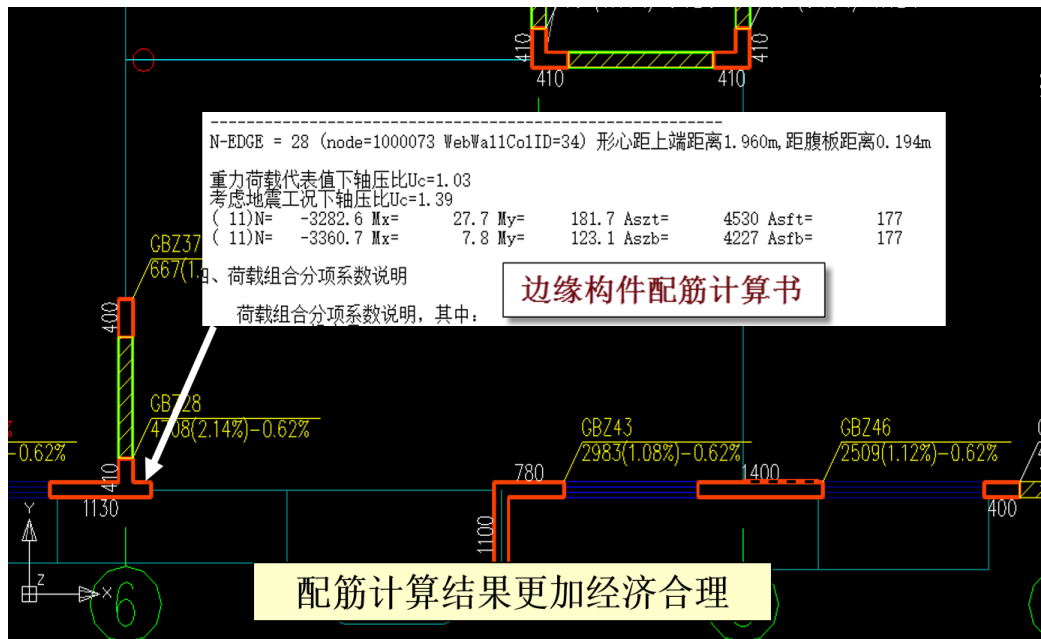 410
410
410
410
------------------------------------------------------------
N-EDGE = 28 (node=1000073 WebWallColID=34) 形心距上端距离1.960m,距腹板距离0.194m
重力荷载代表值下轴压比Uc=1.03
考虑地震工况下轴压比Uc=1.39
( 11)N= -3282.6 Mx= 27.7 My= 181.7 Aszt= 4530 Asft= 177
( 11)N= -3360.7 Mx= 7.8 My= 123.1 Aszb= 4227 Asfb= 177
、荷载组合分项系数说明
荷载组合分项系数说明，其中：
边缘构件配筋计算书
GBZ37
667(1.
400
GBZ28
4708(2.14%)-0.62%
-0.62%
GBZ43
2983(1.08%)-0.62%
GBZ46
2509(1.12%)-0.62%
410
1130
780
1400
400
1100
Y
Z
X
6
配筋计算结果更加经济合理